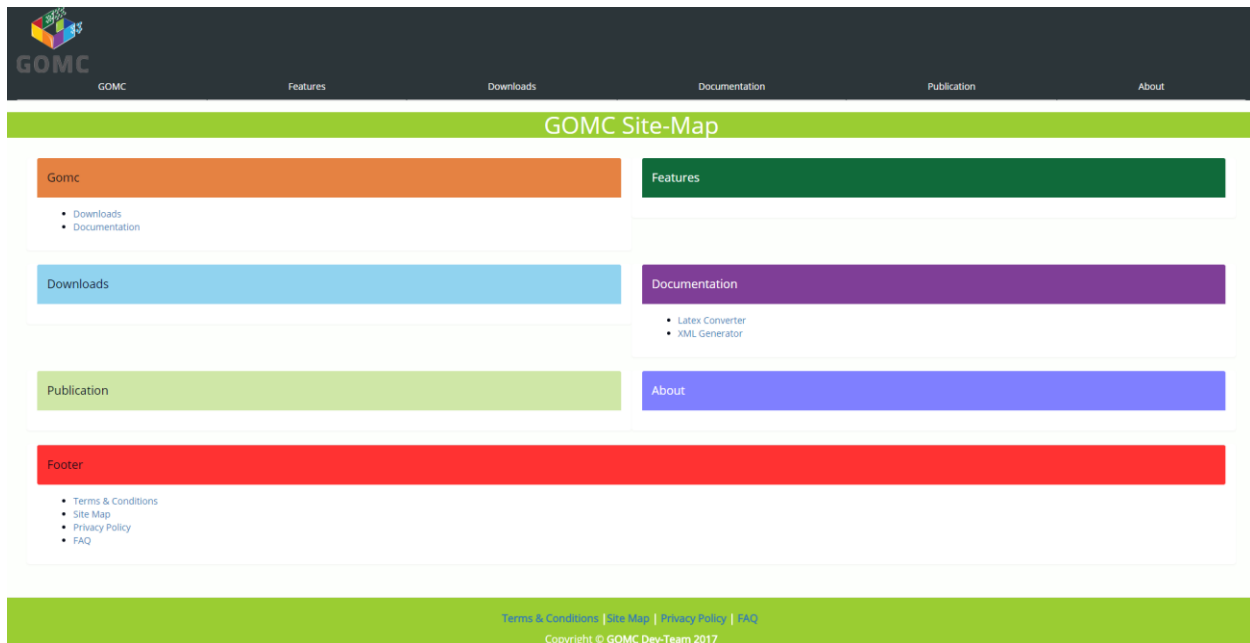 GOMC
GOMC Features Downloads Documentation Publication About
GOMC Site-Map
Gomc
Downloads
Documentation
Features
Downloads
Documentation
Latex Converter
XML Generator
Publication
About
Footer
Terms & Conditions
Site Map
Privacy Policy
FAQ
Terms & Conditions |Site Map | Privacy Policy | FAQ
Copyright © GOMC Dev-Team 2017